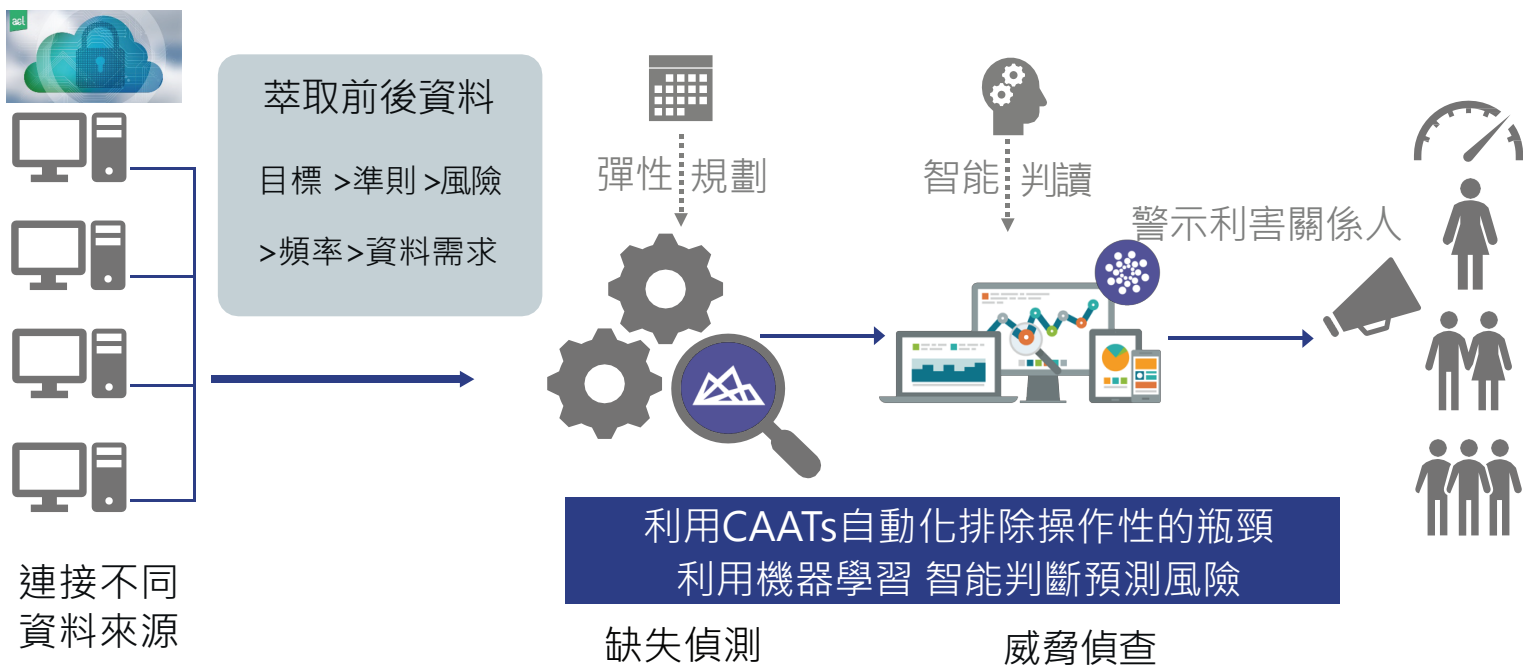 acl
萃取前後資料
目標 >準則 >風險
>頻率>資料需求
彈性 規劃
智能 判讀
警示利害關係人
利用CAATs自動化排除操作性的瓶頸
利用機器學習 智能判斷預測風險
連接不同
資料來源
缺失偵測
威脅偵查